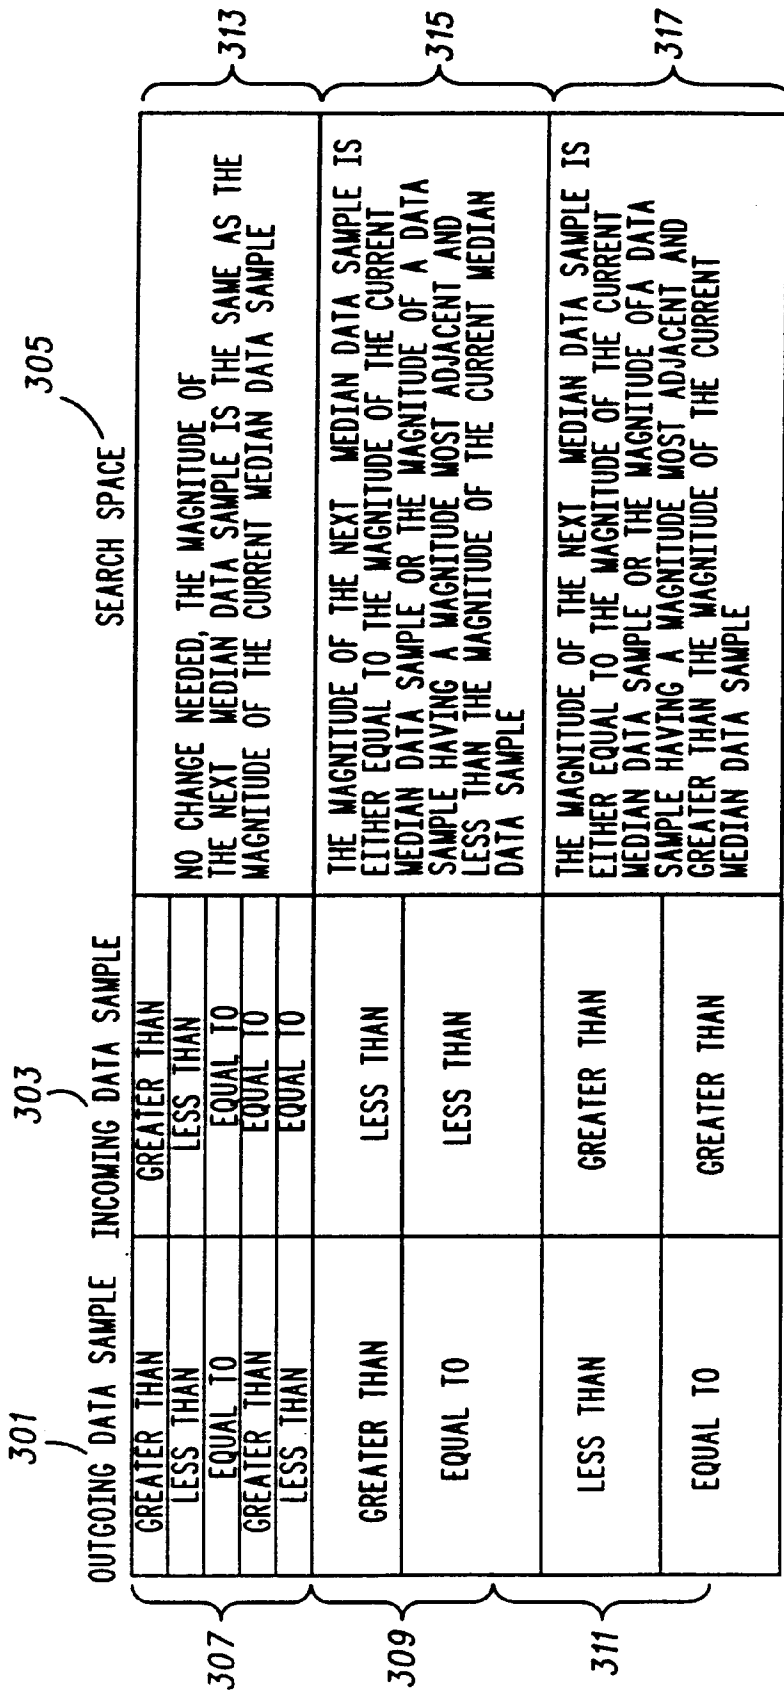 301
303
305
OUTGOING DATA SAMPLE INCOMING DATA SAMPLE SEARCH SPACE
307
GREATER THAN GREATER THAN
LESS THAN LESS THAN
EQUAL TO EQUAL TO
GREATER THAN EQUAL TO
LESS THAN EQUAL TO
NO CHANGE NEEDED, THE MAGNITUDE OF
THE NEXT MEDIAN DATA SAMPLE IS THE SAME AS THE
MAGNITUDE OF THE CURRENT MEDIAN DATA SAMPLE
313
309
GREATER THAN LESS THAN
EQUAL TO LESS THAN
THE MAGNITUDE OF THE NEXT MEDIAN DATA SAMPLE IS
EITHER EQUAL TO THE MAGNITUDE OF THE CURRENT
MEDIAN DATA SAMPLE OR THE MAGNITUDE OF A DATA
SAMPLE HAVING A MAGNITUDE MOST ADJACENT AND
LESS THAN THE MAGNITUDE OF THE CURRENT MEDIAN
DATA SAMPLE
315
311
LESS THAN GREATER THAN
EQUAL TO GREATER THAN
THE MAGNITUDE OF THE NEXT MEDIAN DATA SAMPLE IS
EITHER EQUAL TO THE MAGNITUDE OF THE CURRENT
MEDIAN DATA SAMPLE OR THE MAGNITUDE OFA DATA
SAMPLE HAVING A MAGNITUDE MOST ADJACENT AND
GREATER THAN THE MAGNITUDE OF THE CURRENT
MEDIAN DATA SAMPLE
317